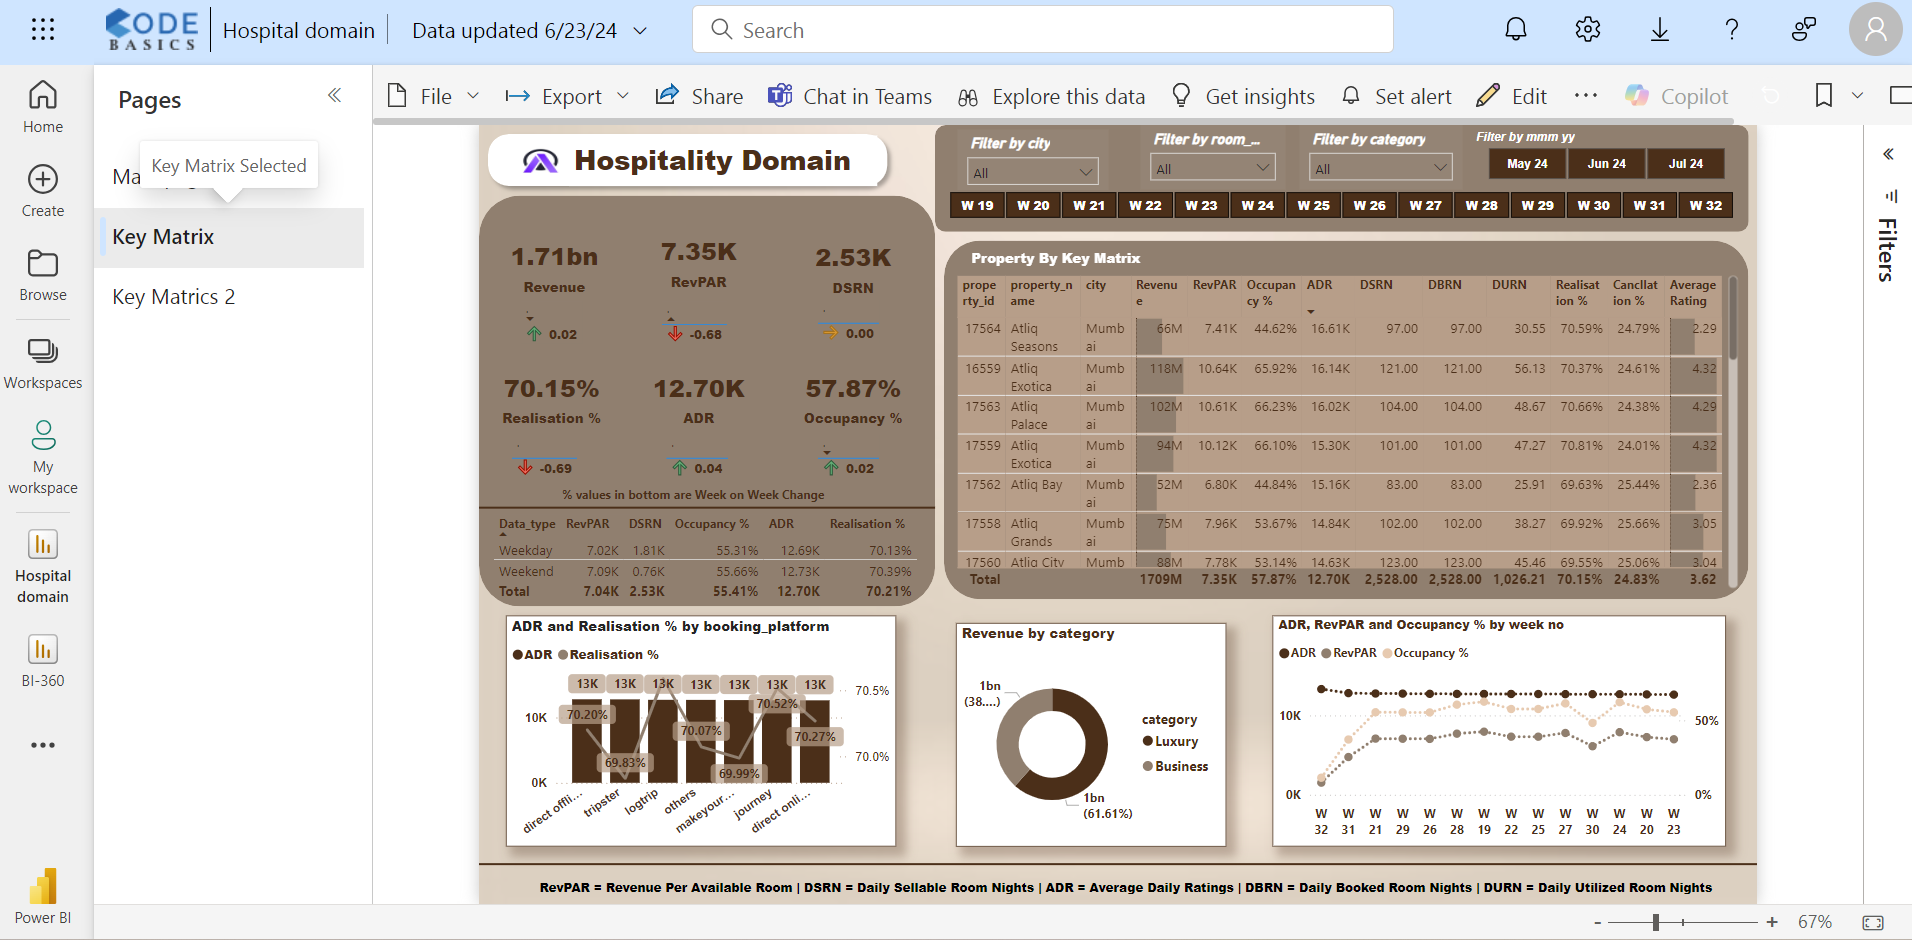 CODE
BASICS
Hospital domain
Data updated 6/23/24
Search
Home
Create
Browse
Workspaces
My
workspace
Hospital
domain
BI-360
Power BI
Pages
Key Matrix Selected
Key Matrix
Key Matrics 2
File
Export
Share
Chat in Teams
Explore this data
Get insights
Set alert
Edit
Copilot
Filters
Hospitality Domain
Filter by city
All
Filter by room_...
All
Filter by category
All
Filter by mmm yy
May 24 Jun 24 Jul 24
W 19 W 20 W 21 W 22 W 23 W 24 W 25 W 26 W 27 W 28 W 29 W 30 W 31 W 32
1.71bn
Revenue
0.02
7.35K
RevPAR
-0.68
2.53K
DSRN
0.00
70.15%
Realisation %
-0.69
12.70K
ADR
0.04
57.87%
Occupancy %
0.02
% values in bottom are Week on Week Change
Data_type RevPAR DSRN Occupancy % ADR Realisation %
Weekday 7.02K 1.81K 55.31% 12.69K 70.13%
Weekend 7.09K 0.76K 55.66% 12.73K 70.39%
Total 7.04K 2.53K 55.41% 12.70K 70.21%
Property By Key Matrix
prope property_n city Revenu RevPAR Occupan ADR DSRN DBRN DURN Realisat Cancllat Average
rty_id ame e cy % ion % ion % Rating
17564 Atliq Mumb 66M 7.41K 44.62% 16.61K 97.00 97.00 30.55 70.59% 24.79% 2.29
Seasons ai
16559 Atliq Mumb 118M 10.64K 65.92% 16.14K 121.00 121.00 56.13 70.37% 24.61% 4.32
Exotica ai
17563 Atliq Mumb 102M 10.61K 66.23% 16.02K 104.00 104.00 48.67 70.66% 24.38% 4.29
Palace ai
17559 Atliq Mumb 94M 10.12K 66.10% 15.30K 101.00 101.00 47.27 70.81% 24.01% 4.32
Exotica ai
17562 Atliq Bay Mumb 52M 6.80K 44.84% 15.16K 83.00 83.00 25.91 69.63% 25.44% 2.36
ai
17558 Atliq Mumb 75M 7.96K 53.67% 14.84K 102.00 102.00 38.27 69.92% 25.66% 3.05
Grands ai
17560 Atliq City Mumb 88M 7.78K 53.14% 14.63K 123.00 123.00 45.46 69.55% 25.06% 3.04
Total 1709M 7.35K 57.87% 12.70K 2,528.00 2,528.00 1,026.21 70.15% 24.83% 3.62
ADR and Realisation % by booking_platform
ADR Realisation %
13K 13K 13K 13K 13K 13K 13K
70.5%
70.0%
10K
0K
70.20%
69.83%
70.07%
69.99%
70.52%
70.27%
direct offli...
tripster
logtrip
others
makeyour...
journey
direct onli...
Revenue by category
1bn
(38....)
1bn
(61.61%)
category
Luxury
Business
ADR, RevPAR and Occupancy % by week no
ADR RevPAR Occupancy %
10K
0K
50%
0%
W W W W W W W W W W W W W W
32 31 21 29 26 28 19 22 25 27 30 24 20 23
RevPAR = Revenue Per Available Room | DSRN = Daily Sellable Room Nights | ADR = Average Daily Ratings | DBRN = Daily Booked Room Nights | DURN = Daily Utilized Room Nights
- + 67%